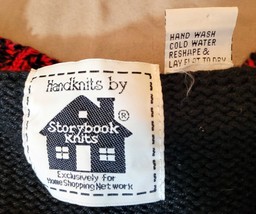 Handknits by
Storybook
Knits
®
Exclusively for
Home Shopping Network
HAND WASH
COLD WATER
RESHAPE &
LAY FLAT TO DRY